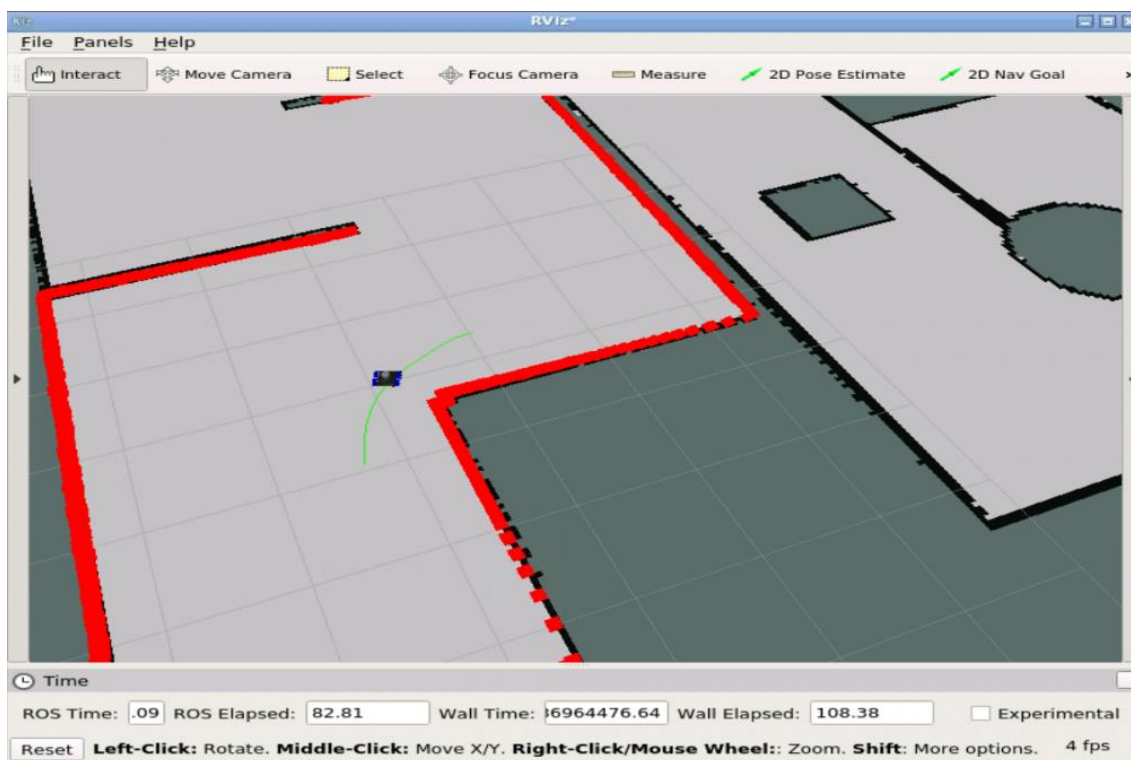 RViz*
File Panels Help
Interact Move Camera Select Focus Camera Measure 2D Pose Estimate 2D Nav Goal
Time
ROS Time: .09 ROS Elapsed: 82.81 Wall Time: 6964476.64 Wall Elapsed: 108.38 Experimental
Reset Left-Click: Rotate. Middle-Click: Move X/Y. Right-Click/Mouse Wheel:: Zoom. Shift: More options. 4 fps